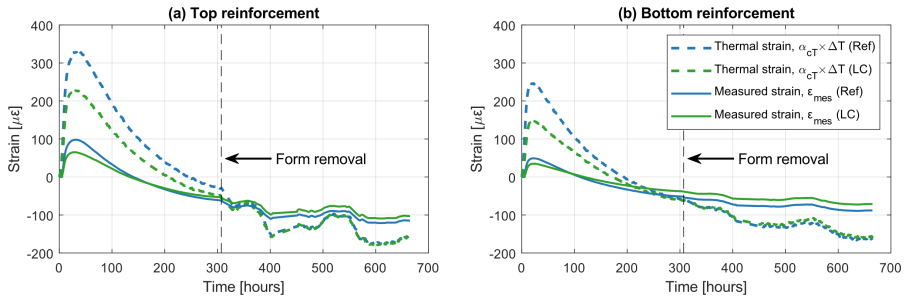 (a) Top reinforcement
400
300
200
100
0
-100
-200
Strain [με]
Form removal
0 100 200 300 400 500 600 700
Time [hours]
(b) Bottom reinforcement
400
300
200
100
0
-100
-200
Strain [με]
Thermal strain, α_cT×ΔT (Ref)
Thermal strain, α_cT×ΔT (LC)
Measured strain, ε_mes (Ref)
Measured strain, ε_mes (LC)
Form removal
0 100 200 300 400 500 600 700
Time [hours]